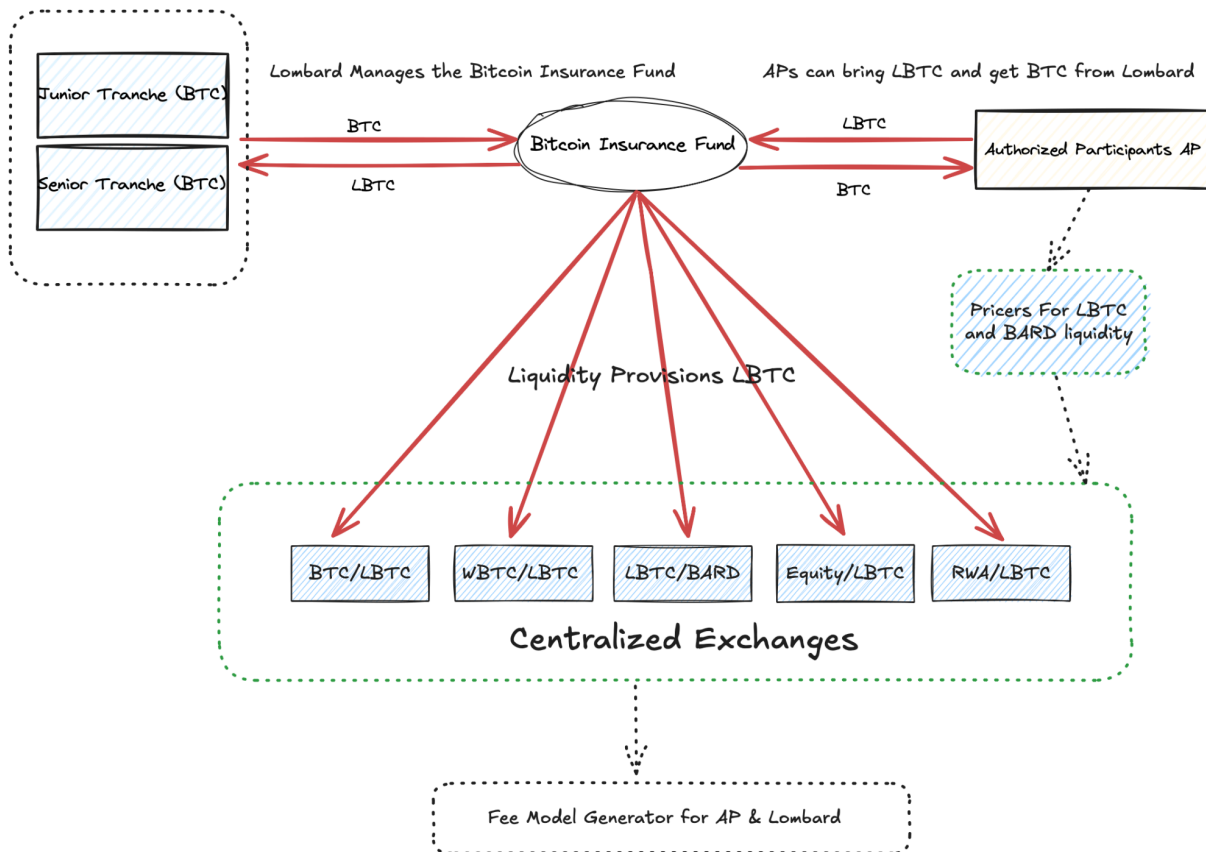 Lombard Manages the Bitcoin Insurance Fund
APs can bring LBTC and get BTC from Lombard
Junior Tranche (BTC)
Senior Tranche (BTC)
BTC
LBTC
Bitcoin Insurance Fund
LBTC
BTC
Authorized Participants AP
Pricers For LBTC
and BARD liquidity
Liquidity Provisions LBTC
BTC/LBTC
WBTC/LBTC
LBTC/BARD
Equity/LBTC
RWA/LBTC
Centralized Exchanges
Fee Model Generator for AP & Lombard